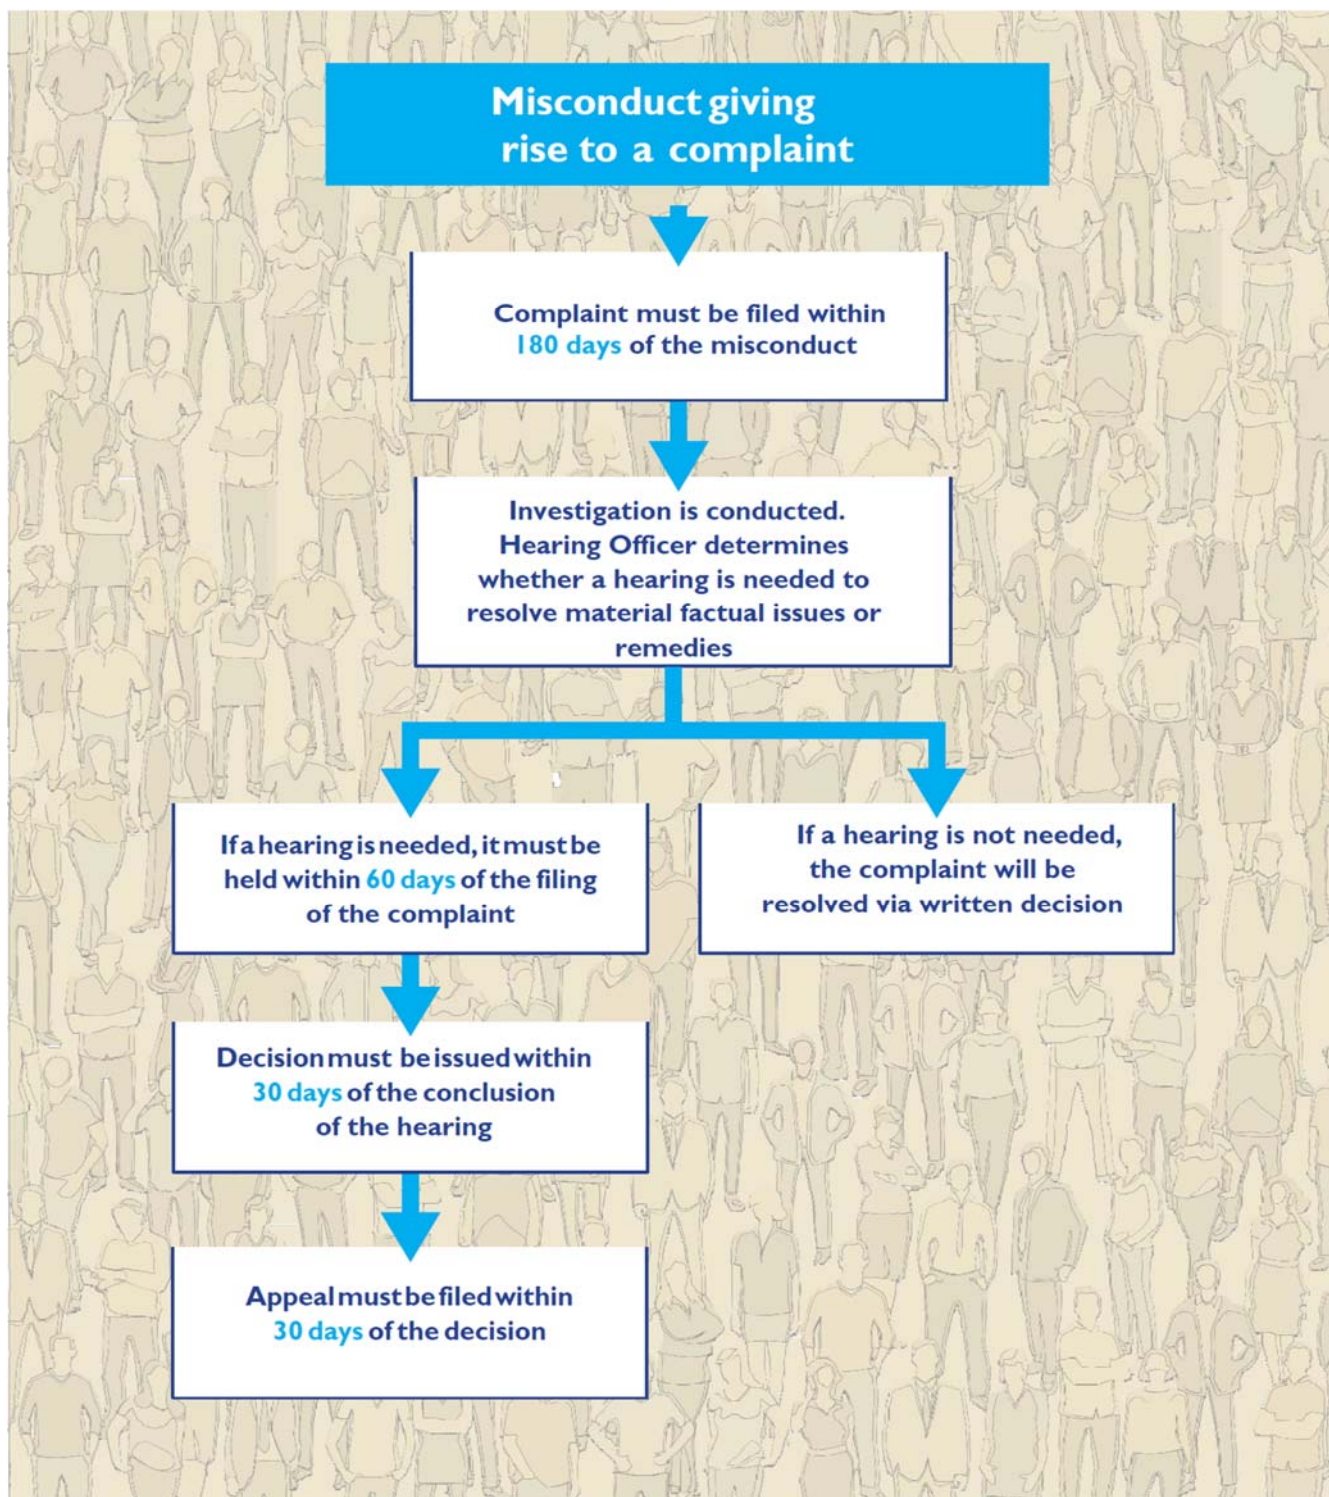 Misconduct giving
rise to a complaint
Complaint must be filed within
180 days of the misconduct
Investigation is conducted.
Hearing Officer determines
whether a hearing is needed to
resolve material factual issues or
remedies
If a hearing is needed, it must be
held within 60 days of the filing
of the complaint
If a hearing is not needed,
the complaint will be
resolved via written decision
Decision must be issued within
30 days of the conclusion
of the hearing
Appeal must be filed within
30 days of the decision